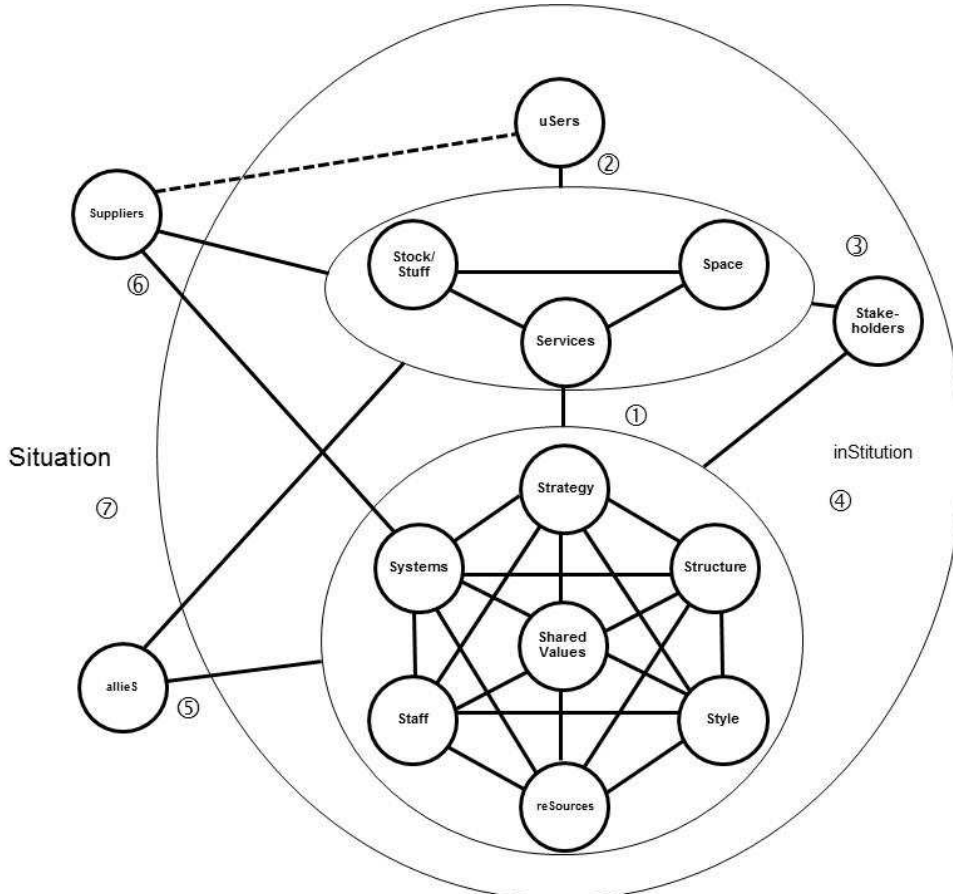 uSers
②
Suppliers
⑥
Stock/
Stuff
Space
Services
③
Stake-
holders
①
Situation
⑦
inStitution
④
Strategy
Systems
Structure
Shared
Values
allieS
⑤
Staff
Style
reSources